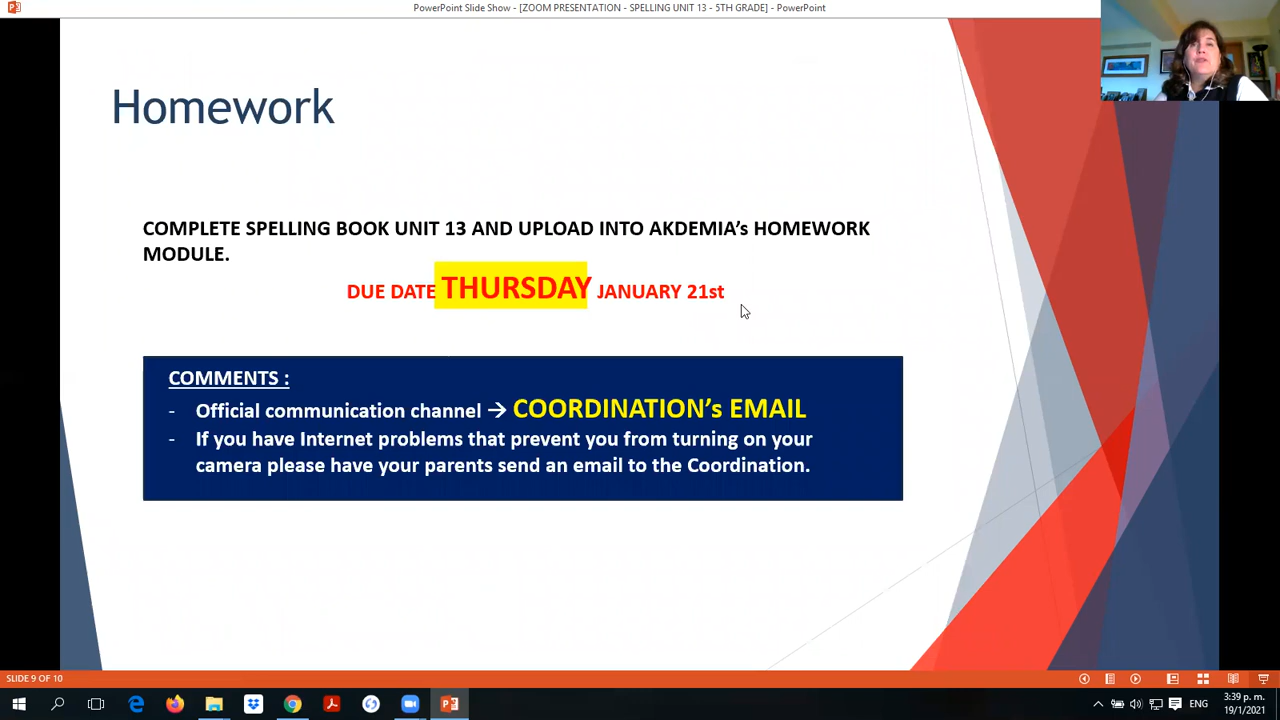 PowerPoint Slide Show - [ZOOM PRESENTATION - SPELLING UNIT 13 - 5TH GRADE] - PowerPoint
Homework
COMPLETE SPELLING BOOK UNIT 13 AND UPLOAD INTO AKDEMIA's HOMEWORK
MODULE.
DUE DATE THURSDAY JANUARY 21st
COMMENTS :
- Official communication channel → COORDINATION's EMAIL
- If you have Internet problems that prevent you from turning on your
camera please have your parents send an email to the Coordination.
SLIDE 9 OF 10
ENG
3:39 p. m.
19/1/2021